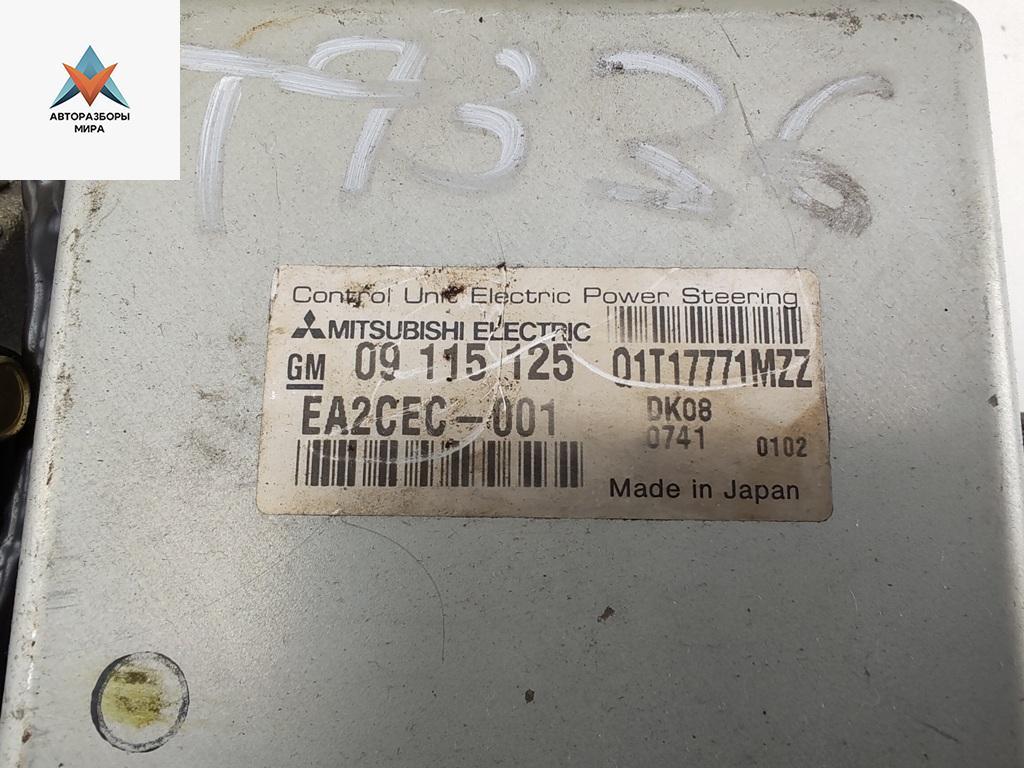 АВТОРАЗБОРЫ
МИРА
T9326
Control Unit Electric Power Steering
MITSUBISHI ELECTRIC
GM 09 115 125 01T17771MZZ
EA2CEC-001 DK08
0741 0102
Made in Japan